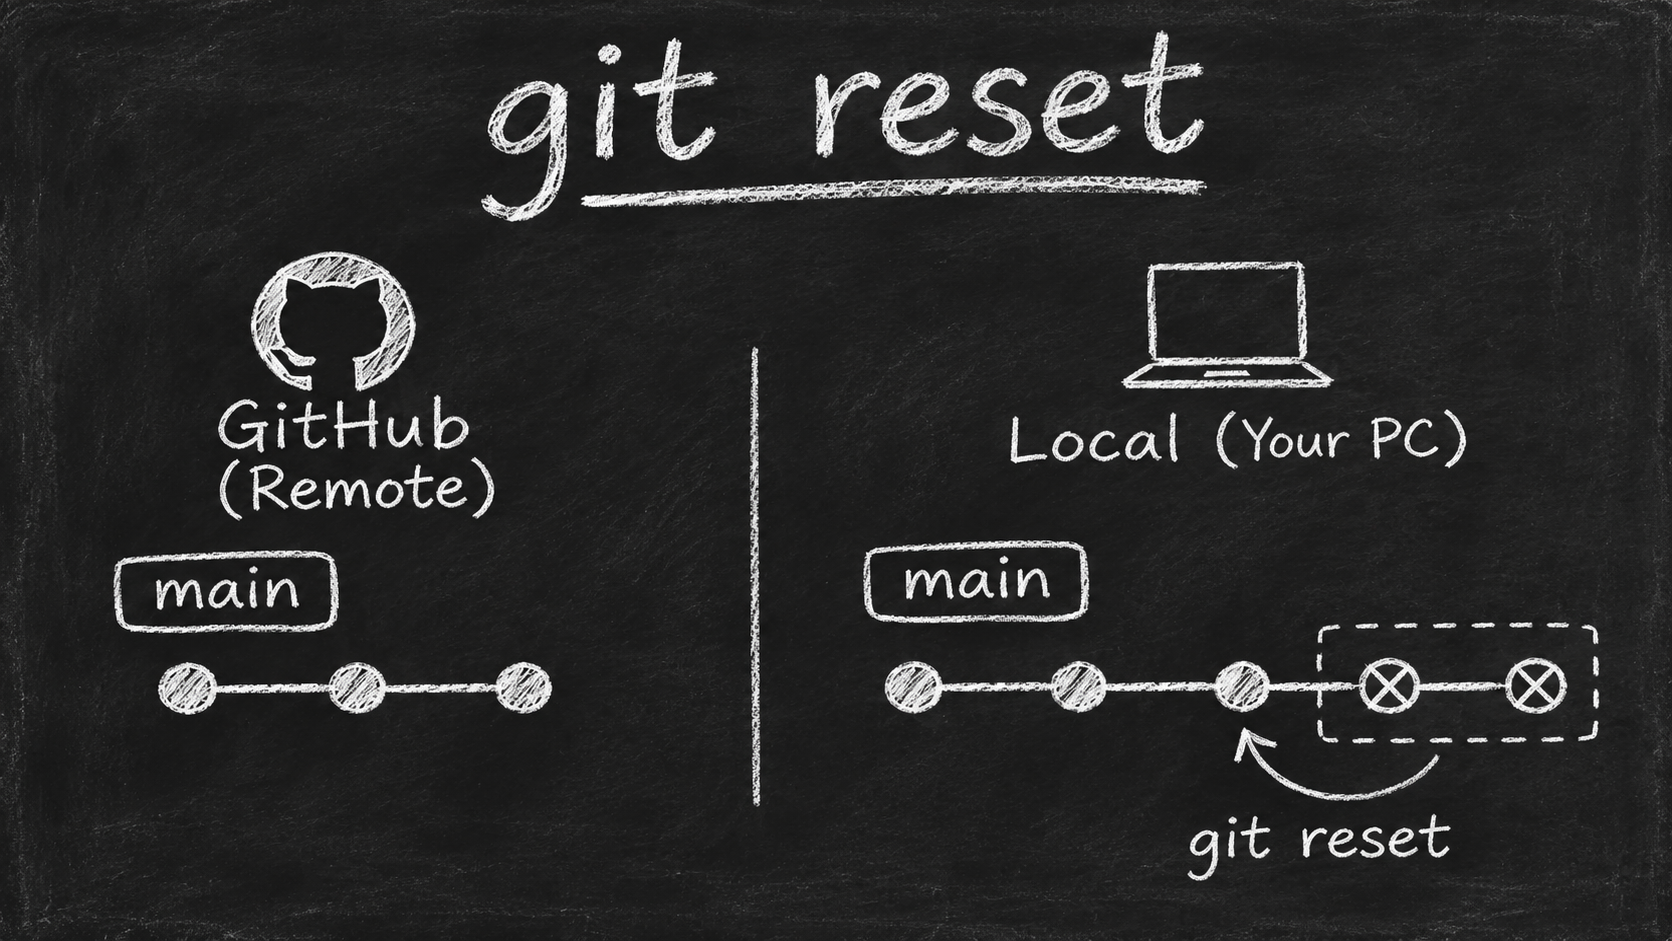 git reset
GitHub
(Remote)
main
Local (Your PC)
main
git reset